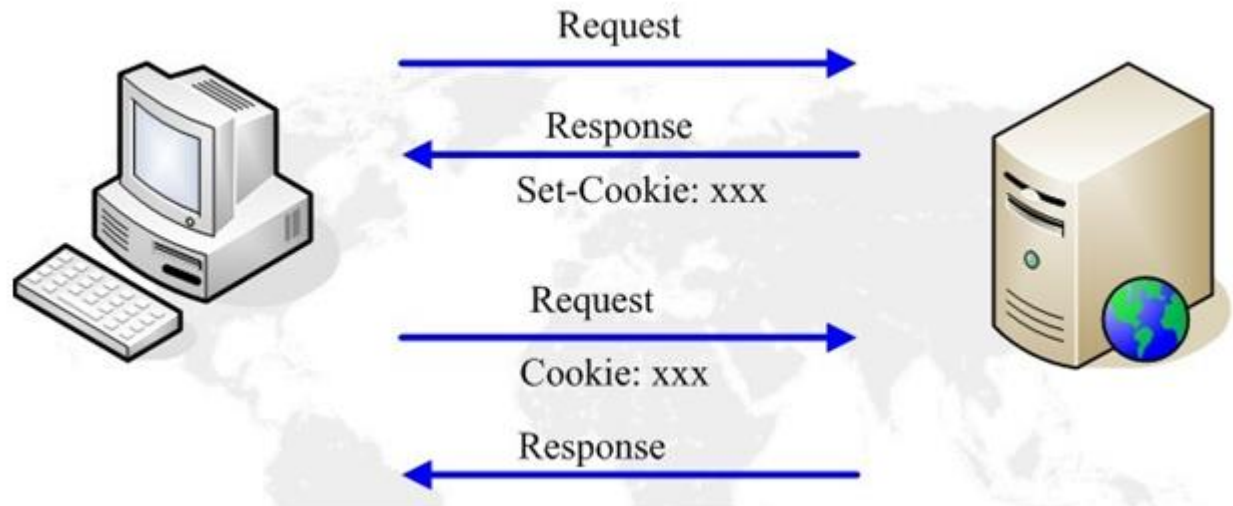 Request
Response
Set-Cookie: xxx
Request
Cookie: xxx
Response